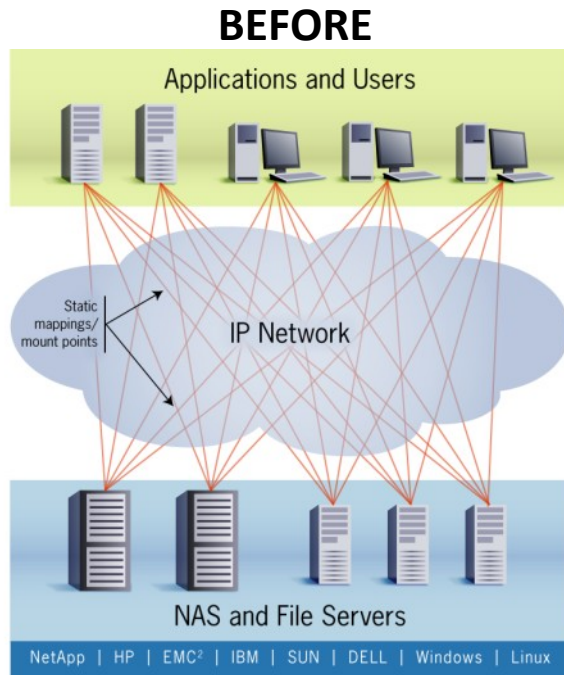 BEFORE
Applications and Users
Static
mappings/
mount points
IP Network
NAS and File Servers
NetApp | HP | EMC² | IBM | SUN | DELL | Windows | Linux